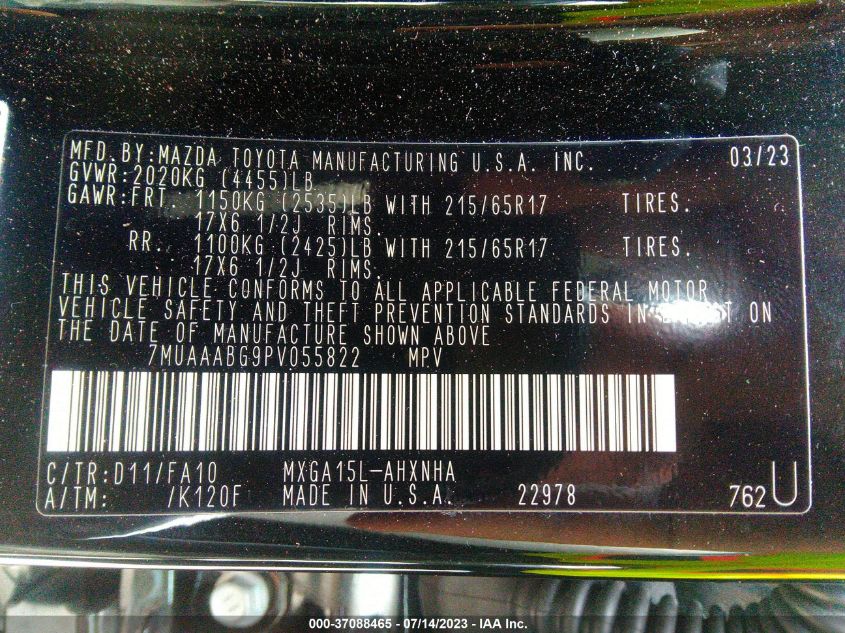 MFD.BY:MAZDA TOYOTA MANUFACTURING U.S.A. INC. 03/23
GVWR:2020KG (4455)LB
GAWR:FRT. 1150KG (2535)LB WITH 215/65R17 TIRES.
17X6 1/2J RIMS.
RR. 1100KG (2425)LB WITH 215/65R17 TIRES.
17X6 1/2J RIMS.
THIS VEHICLE CONFORMS TO ALL APPLICABLE FEDERAL MOTOR
VEHICLE SAFETY AND THEFT PREVENTION STANDARDS IN EFFECT ON
THE DATE OF MANUFACTURE SHOWN ABOVE
7MUAAABG9PV055822 MPV
C/TR:D11/FA10 MXGA15L-AHXNHA
A/TM: /K120F MADE IN U.S.A. 22978 762U
000-37088465 - 07/14/2023 - IAA Inc.